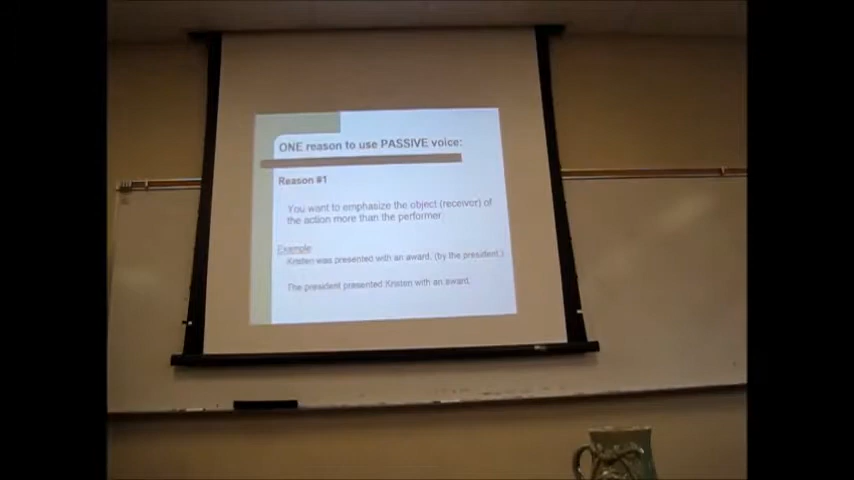 ONE reason to use PASSIVE voice:
Reason #1
You want to emphasize the object (receiver) of
the action more than the performer
Example
Kristen was presented with an award. (by the president.)
The president presented Kristen with an award.